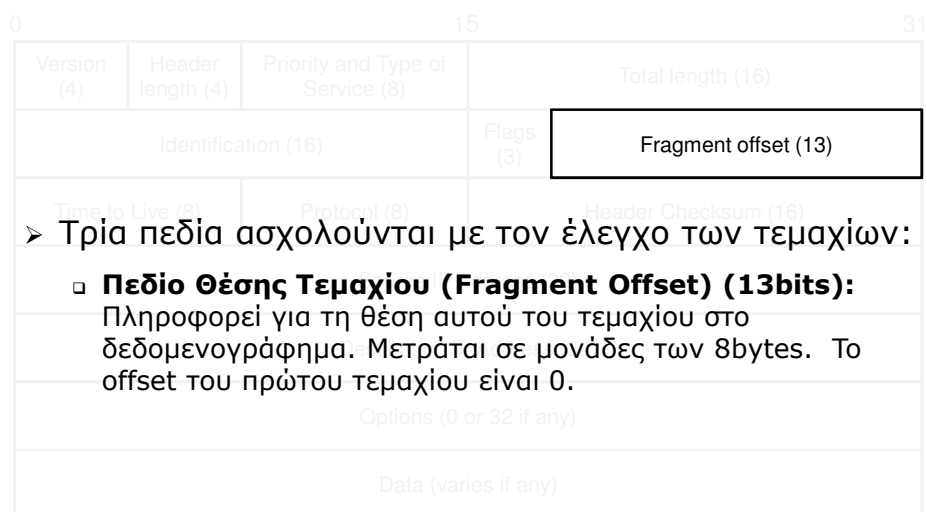 0 15 31
Version (4) Header length (4) Priority and Type of Service (8) Total length (16)
Identification (16) Flags (3) Fragment offset (13)
Time to Live (8) Protocol (8) Header Checksum (16)
➢ Τρία πεδία ασχολούνται με τον έλεγχο των τεμαχίων:
❑ Πεδίο Θέσης Τεμαχίου (Fragment Offset) (13bits):
Πληροφορεί για τη θέση αυτού του τεμαχίου στο
δεδομενογράφημα. Μετράται σε μονάδες των 8bytes. Το
offset του πρώτου τεμαχίου είναι 0.
Options (0 or 32 if any)
Data (varies if any)